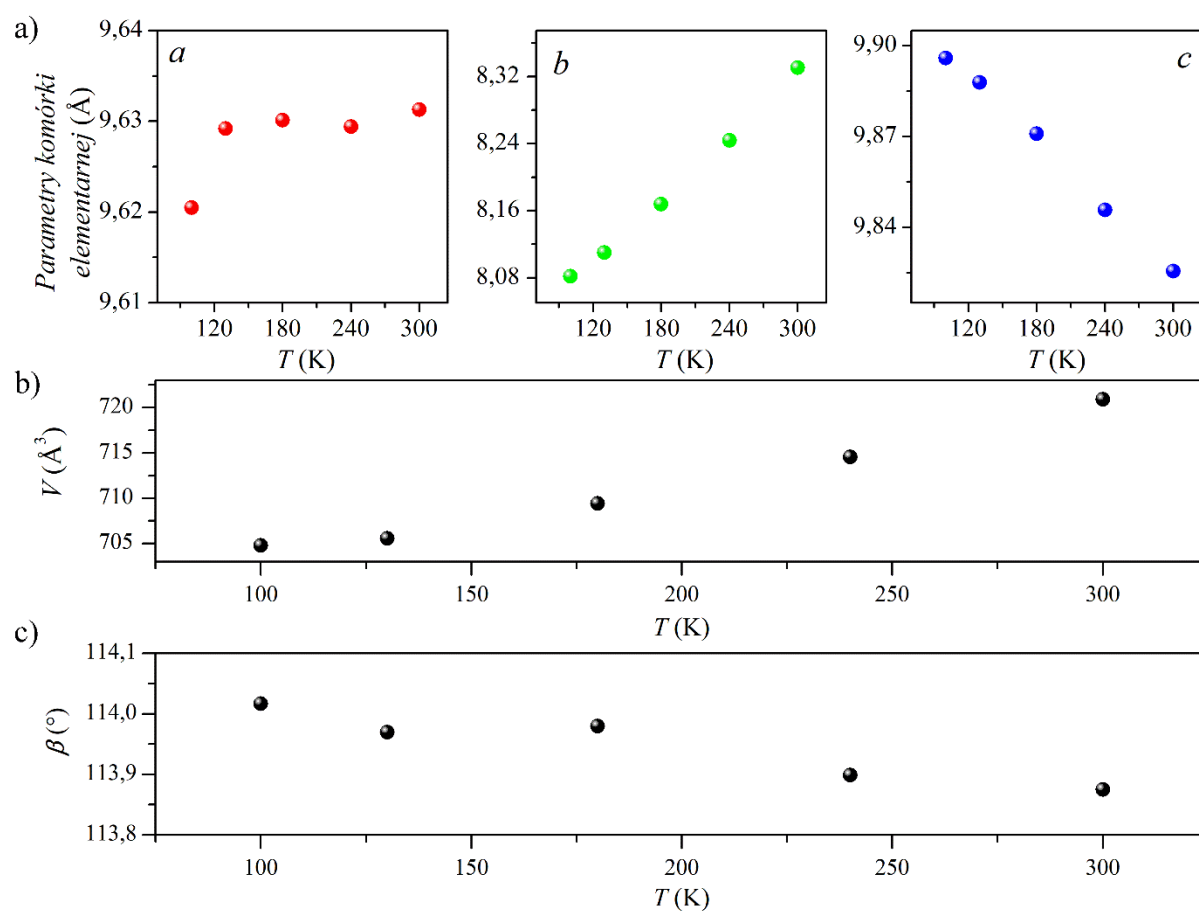 a)
Parametry komórki
elementarnej (Å)
9,64
9,63
9,62
9,61
a
120 180 240 300
T (K)
8,32
8,24
8,16
8,08
b
120 180 240 300
T (K)
9,90
9,87
9,84
c
120 180 240 300
T (K)
b)
V (Å³)
720
715
710
705
100 150 200 250 300
T (K)
c)
β (°)
114,1
114,0
113,9
113,8
100 150 200 250 300
T (K)